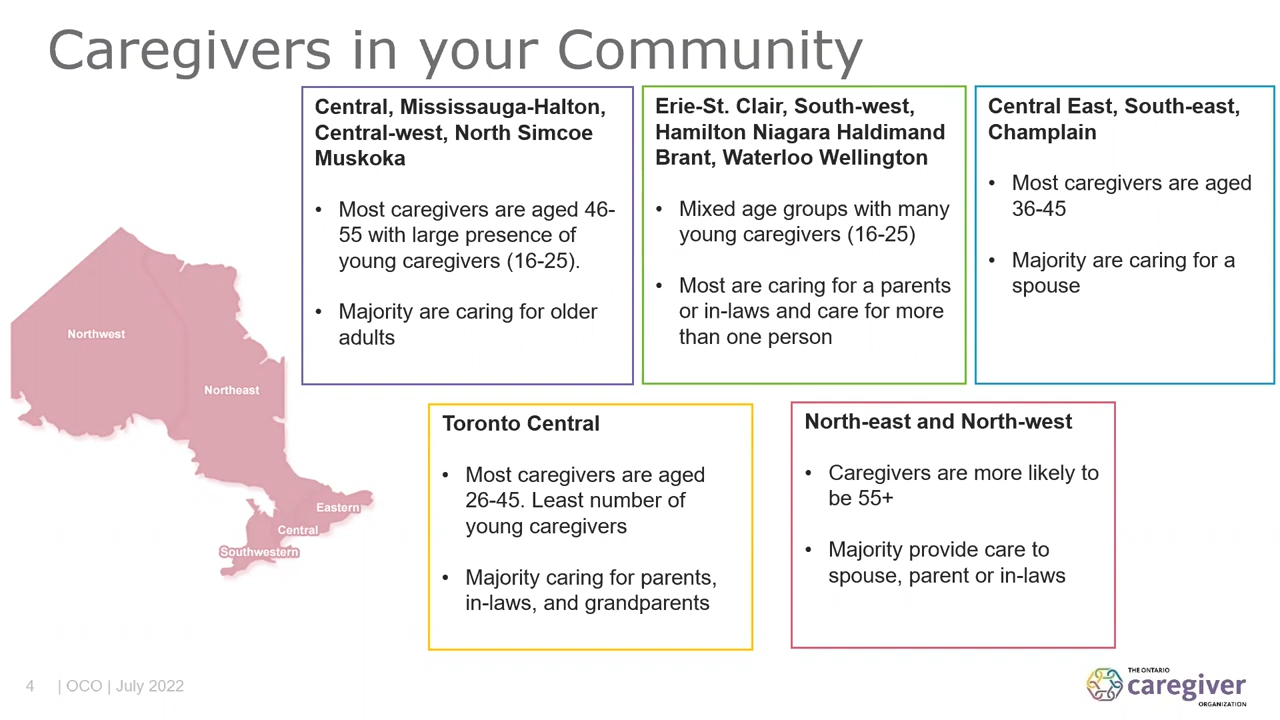 Caregivers in your Community
Central, Mississauga-Halton,
Central-west, North Simcoe
Muskoka
• Most caregivers are aged 46-
55 with large presence of
young caregivers (16-25).
• Majority are caring for older
adults
Erie-St. Clair, South-west,
Hamilton Niagara Haldimand
Brant, Waterloo Wellington
• Mixed age groups with many
young caregivers (16-25)
• Most are caring for a parents
or in-laws and care for more
than one person
Central East, South-east,
Champlain
• Most caregivers are aged
36-45
• Majority are caring for a
spouse
Northwest
Northeast
Eastern
Central
Southwestern
Toronto Central
• Most caregivers are aged
26-45. Least number of
young caregivers
• Majority caring for parents,
in-laws, and grandparents
North-east and North-west
• Caregivers are more likely to
be 55+
• Majority provide care to
spouse, parent or in-laws
4 | OCO | July 2022
THE ONTARIO
caregiver
ORGANIZATION